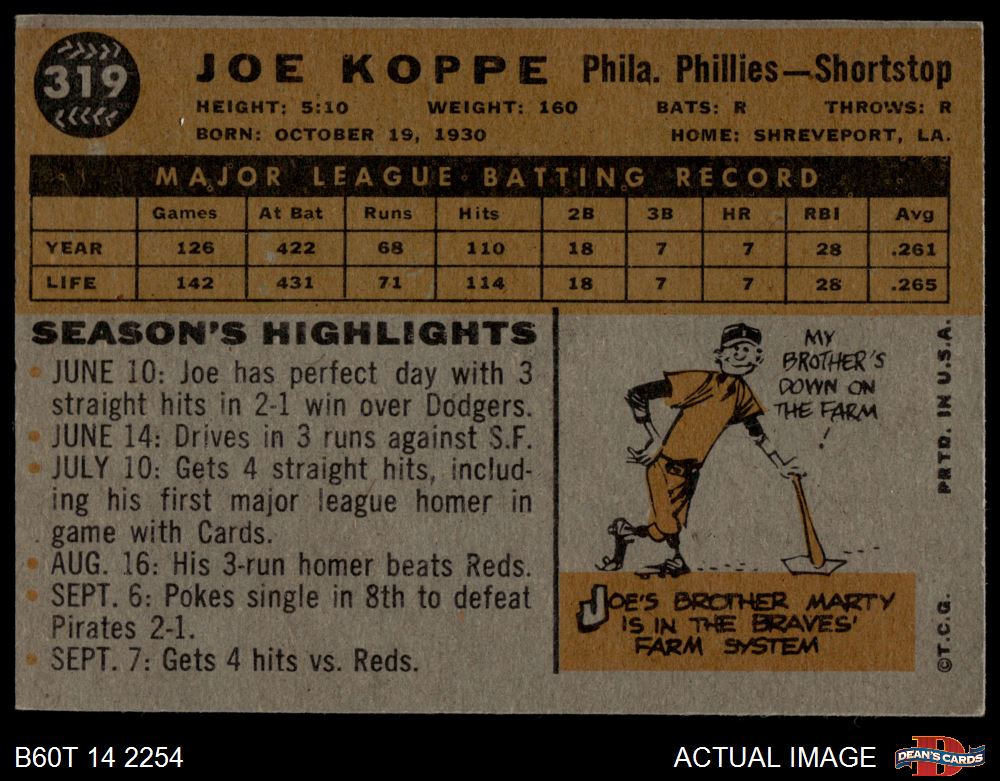 319
JOE KOPPE Phila. Phillies—Shortstop
HEIGHT: 5:10 WEIGHT: 160 BATS: R THROWS: R
BORN: OCTOBER 19, 1930 HOME: SHREVEPORT, LA.
MAJOR LEAGUE BATTING RECORD
Games At Bat Runs Hits 2B 3B HR RBI Avg
YEAR 126 422 68 110 18 7 7 28 .261
LIFE 142 431 71 114 18 7 7 28 .265
SEASON'S HIGHLIGHTS
• JUNE 10: Joe has perfect day with 3
straight hits in 2-1 win over Dodgers.
• JUNE 14: Drives in 3 runs against S.F.
• JULY 10: Gets 4 straight hits, includ-
ing his first major league homer in
game with Cards.
• AUG. 16: His 3-run homer beats Reds.
• SEPT. 6: Pokes single in 8th to defeat
Pirates 2-1.
• SEPT. 7: Gets 4 hits vs. Reds.
MY
BROTHER'S
DOWN ON
THE FARM
!
JOE'S BROTHER MARTY
IS IN THE BRAVES'
FARM SYSTEM
©T.C.G. PRTD. IN U.S.A.
B60T 14 2254 ACTUAL IMAGE
D
DEAN'S CARDS